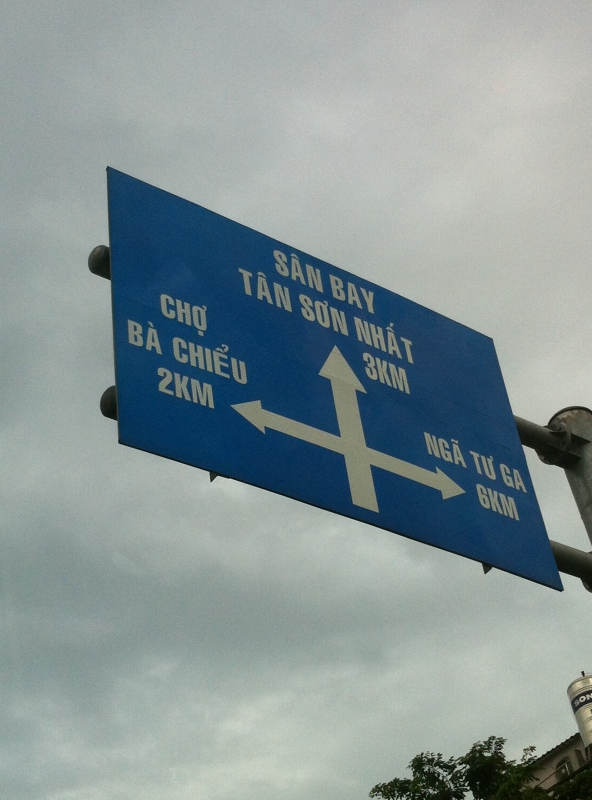 SÂN BAY
TÂN SƠN NHẤT
3KM
CHỢ
BÀ CHIỂU
2KM
NGÃ TƯ GA
6KM